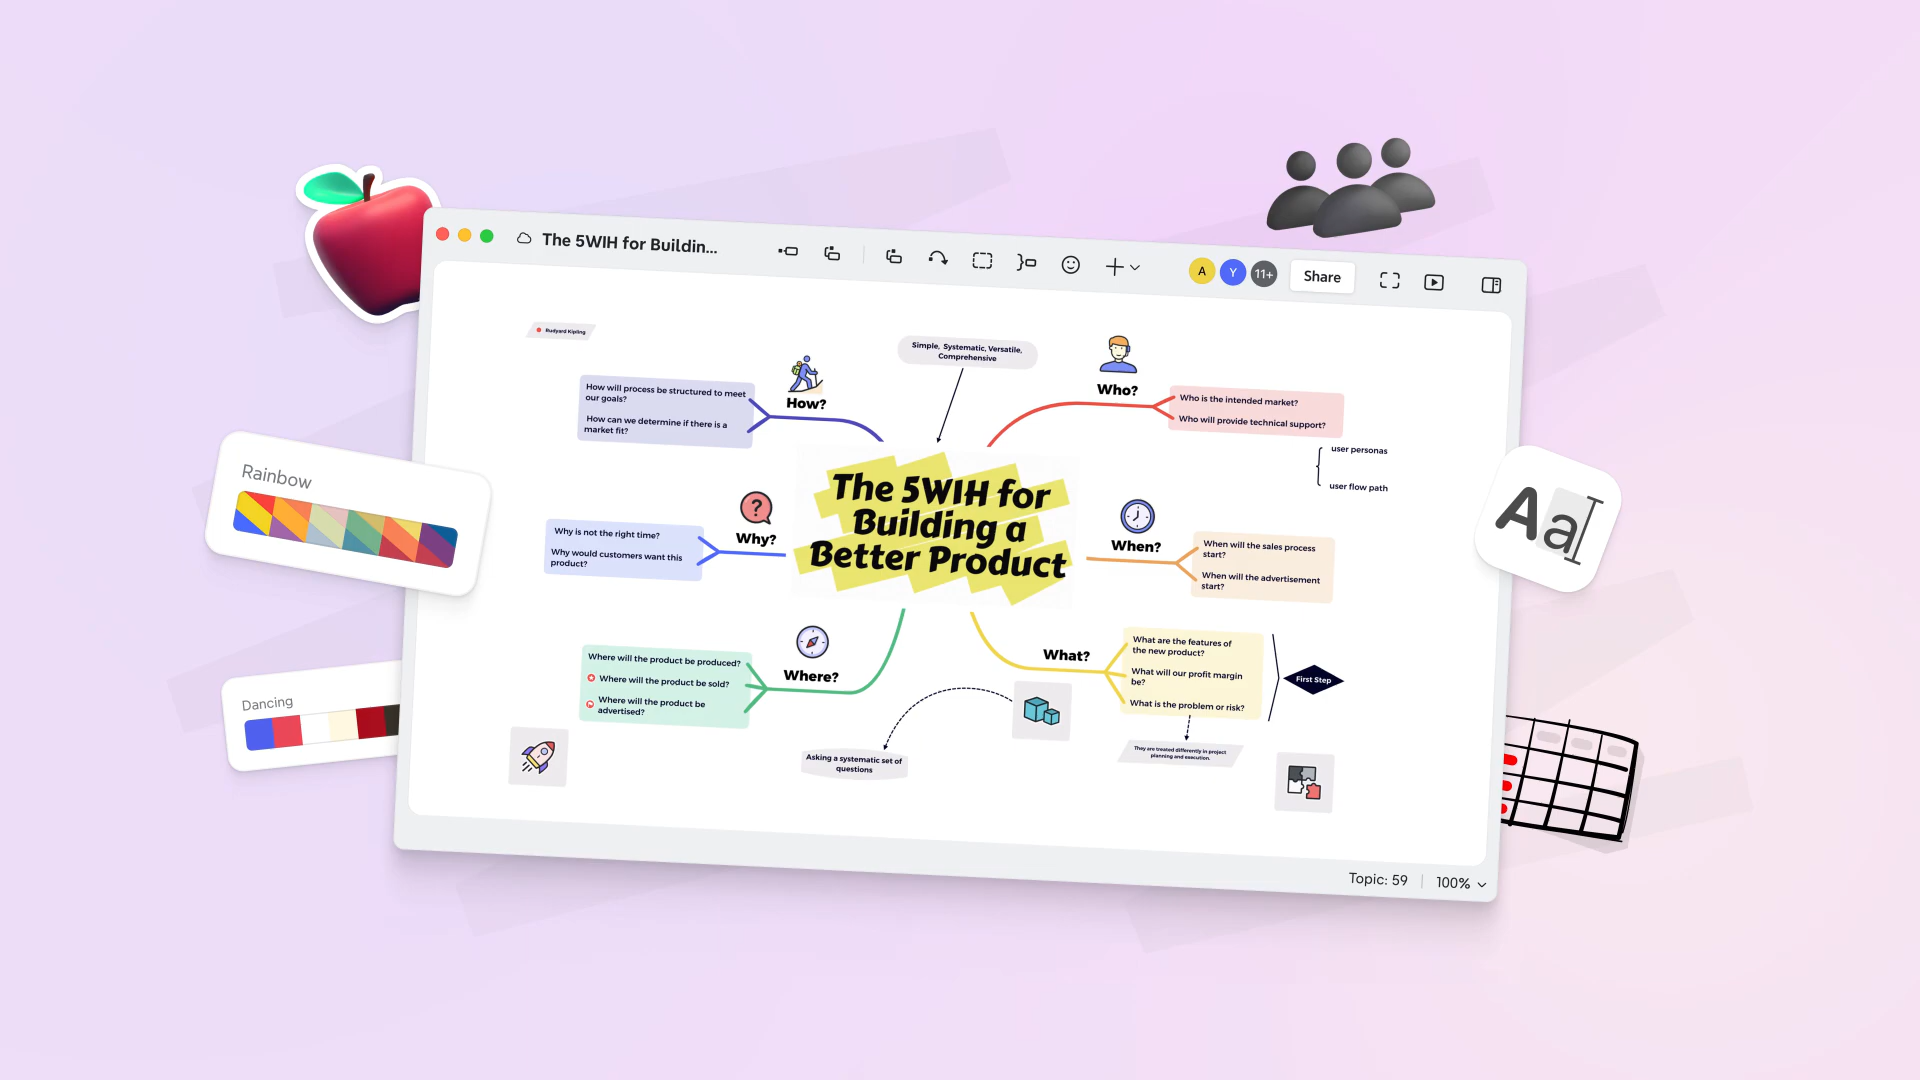 The 5WIH for Buildin...
A
Y
11+
Share
Rudyard Kipling
Simple, Systematic, Versatile,
Comprehensive
How?
How will process be structured to meet
our goals?
How can we determine if there is a
market fit?
Who?
Who is the intended market?
Who will provide technical support?
user personas
user flow path
Rainbow
The 5WIH for
Building a
Better Product
Why?
Why is not the right time?
Why would customers want this
product?
When?
When will the sales process
start?
When will the advertisement
start?
Aa
Where?
Where will the product be produced?
Where will the product be sold?
Where will the product be
advertised?
What?
What are the features of
the new product?
What will our profit margin
be?
What is the problem or risk?
First Step
Dancing
Asking a systematic set of
questions
They are treated differently in project
planning and execution.
Topic: 59
100%